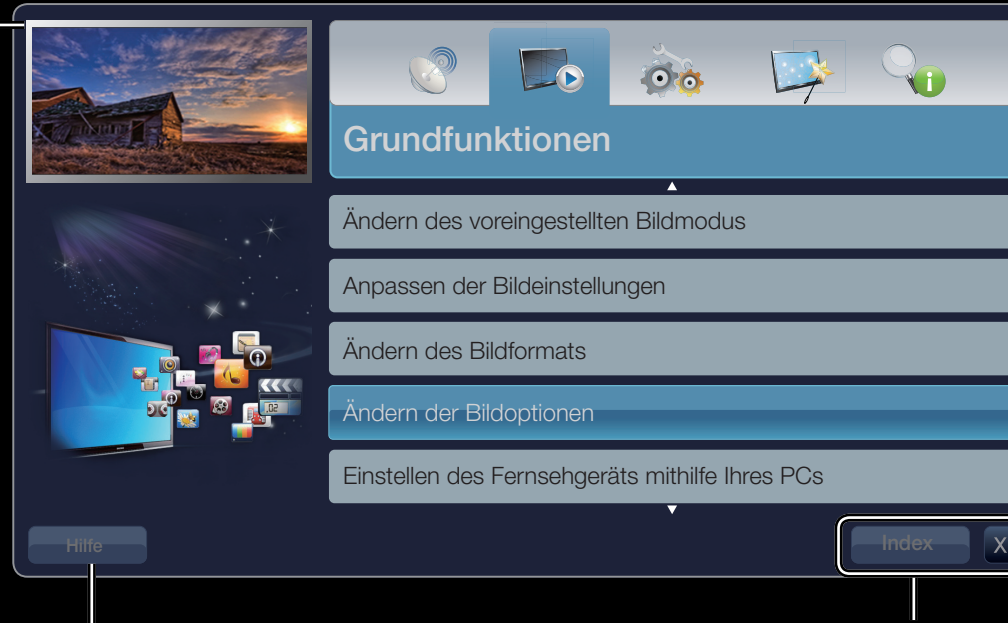 Grundfunktionen
Ändern des voreingestellten Bildmodus
Anpassen der Bildeinstellungen
Ändern des Bildformats
Ändern der Bildoptionen
Einstellen des Fernsehgeräts mithilfe Ihres PCs
Hilfe
Index X